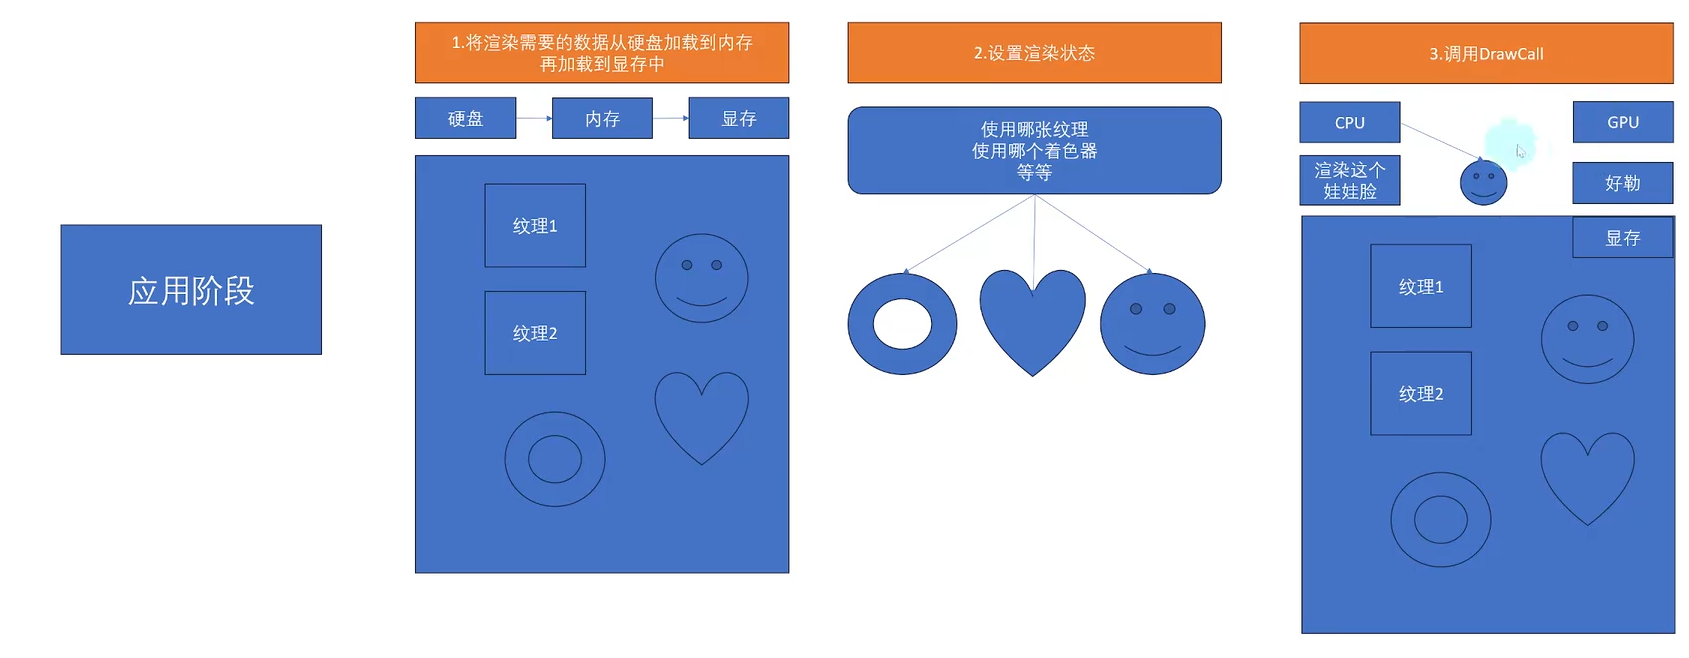 应用阶段
1.将渲染需要的数据从硬盘加载到内存
再加载到显存中
硬盘
内存
显存
纹理1
纹理2
2.设置渲染状态
使用哪张纹理
使用哪个着色器
等等
3.调用DrawCall
CPU
GPU
渲染这个
娃娃脸
好勒
显存
纹理1
纹理2